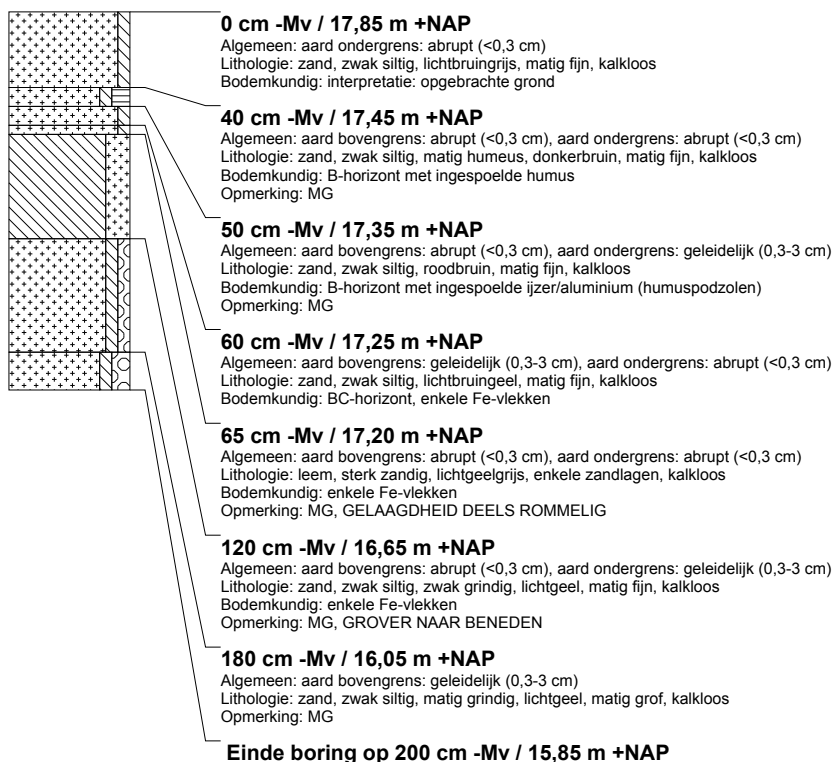 0 cm -Mv / 17,85 m +NAP
Algemeen: aard ondergrens: abrupt (<0,3 cm)
Lithologie: zand, zwak siltig, lichtbruingrijs, matig fijn, kalkloos
Bodemkundig: interpretatie: opgebrachte grond
40 cm -Mv / 17,45 m +NAP
Algemeen: aard bovengrens: abrupt (<0,3 cm), aard ondergrens: abrupt (<0,3 cm)
Lithologie: zand, zwak siltig, matig humeus, donkerbruin, matig fijn, kalkloos
Bodemkundig: B-horizont met ingespoelde humus
Opmerking: MG
50 cm -Mv / 17,35 m +NAP
Algemeen: aard bovengrens: abrupt (<0,3 cm), aard ondergrens: geleidelijk (0,3-3 cm)
Lithologie: zand, zwak siltig, roodbruin, matig fijn, kalkloos
Bodemkundig: B-horizont met ingespoelde ijzer/aluminium (humuspodzolen)
Opmerking: MG
60 cm -Mv / 17,25 m +NAP
Algemeen: aard bovengrens: geleidelijk (0,3-3 cm), aard ondergrens: abrupt (<0,3 cm)
Lithologie: zand, zwak siltig, lichtbruingeel, matig fijn, kalkloos
Bodemkundig: BC-horizont, enkele Fe-vlekken
65 cm -Mv / 17,20 m +NAP
Algemeen: aard bovengrens: abrupt (<0,3 cm), aard ondergrens: abrupt (<0,3 cm)
Lithologie: leem, sterk zandig, lichtgeelgrijs, enkele zandlagen, kalkloos
Bodemkundig: enkele Fe-vlekken
Opmerking: MG, GELAAGDHEID DEELS ROMMELIG
120 cm -Mv / 16,65 m +NAP
Algemeen: aard bovengrens: abrupt (<0,3 cm), aard ondergrens: geleidelijk (0,3-3 cm)
Lithologie: zand, zwak siltig, zwak grindig, lichtgeel, matig fijn, kalkloos
Bodemkundig: enkele Fe-vlekken
Opmerking: MG, GROVER NAAR BENEDEN
180 cm -Mv / 16,05 m +NAP
Algemeen: aard bovengrens: geleidelijk (0,3-3 cm)
Lithologie: zand, zwak siltig, matig grindig, lichtgeel, matig grof, kalkloos
Opmerking: MG
Einde boring op 200 cm -Mv / 15,85 m +NAP